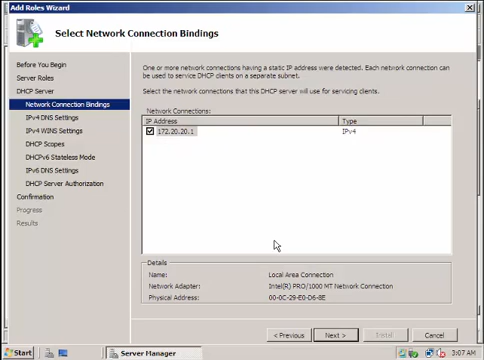 Add Roles Wizard
Select Network Connection Bindings
Before You Begin
Server Roles
DHCP Server
Network Connection Bindings
IPv4 DNS Settings
IPv4 WINS Settings
DHCP Scopes
DHCPv6 Stateless Mode
IPv6 DNS Settings
DHCP Server Authorization
Confirmation
Progress
Results
One or more network connections having a static IP address were detected. Each network connection can
be used to service DHCP clients on a separate subnet.
Select the network connections that this DHCP server will use for servicing clients.
Network Connections:
IP Address Type
172.20.20.1 IPv4
Details
Name: Local Area Connection
Network Adapter: Intel(R) PRO/1000 MT Network Connection
Physical Address: 00-0C-29-E0-D6-8E
< Previous Next > Install Cancel
Start Server Manager 3:07 AM